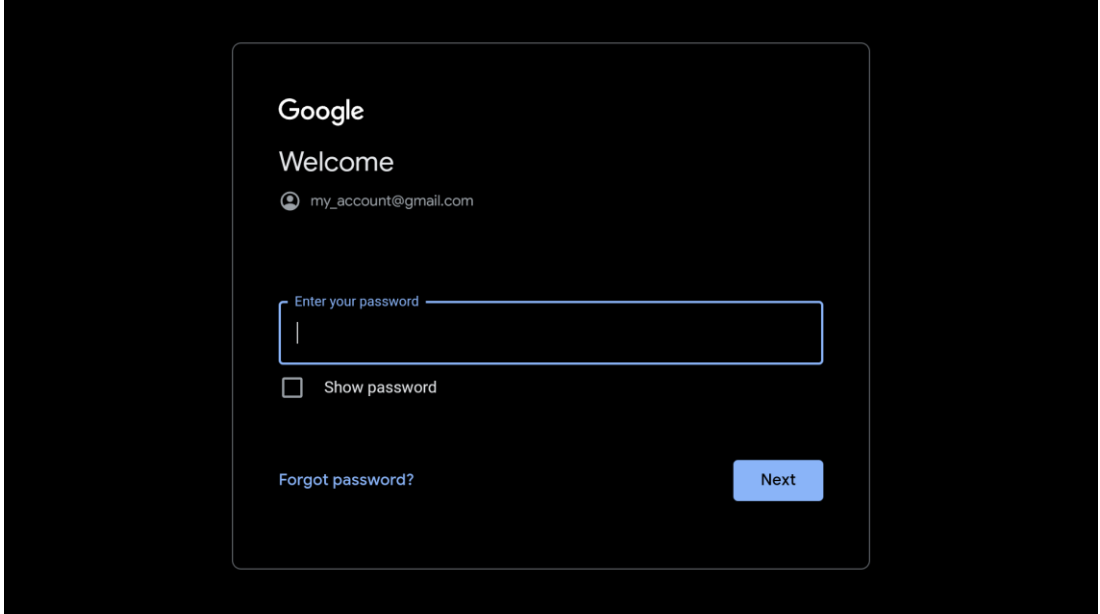 Google
Welcome
my_account@gmail.com
Enter your password
Show password
Forgot password?
Next